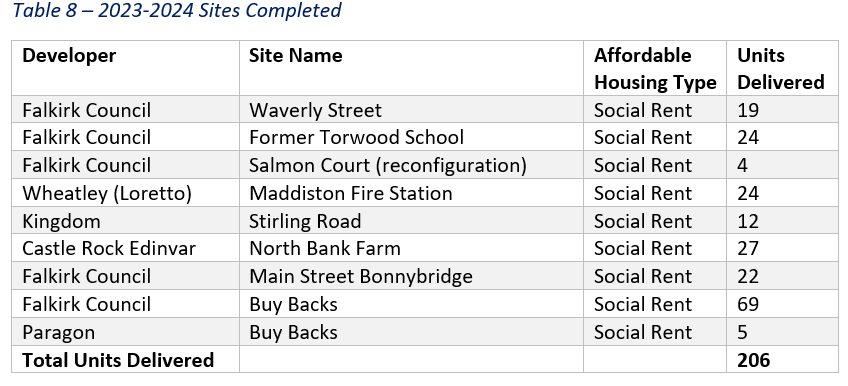 Table 8 – 2023-2024 Sites Completed
Developer Site Name Affordable Housing Type Units Delivered
Falkirk Council Waverly Street Social Rent 19
Falkirk Council Former Torwood School Social Rent 24
Falkirk Council Salmon Court (reconfiguration) Social Rent 4
Wheatley (Loretto) Maddiston Fire Station Social Rent 24
Kingdom Stirling Road Social Rent 12
Castle Rock Edinvar North Bank Farm Social Rent 27
Falkirk Council Main Street Bonnybridge Social Rent 22
Falkirk Council Buy Backs Social Rent 69
Paragon Buy Backs Social Rent 5
Total Units Delivered 206